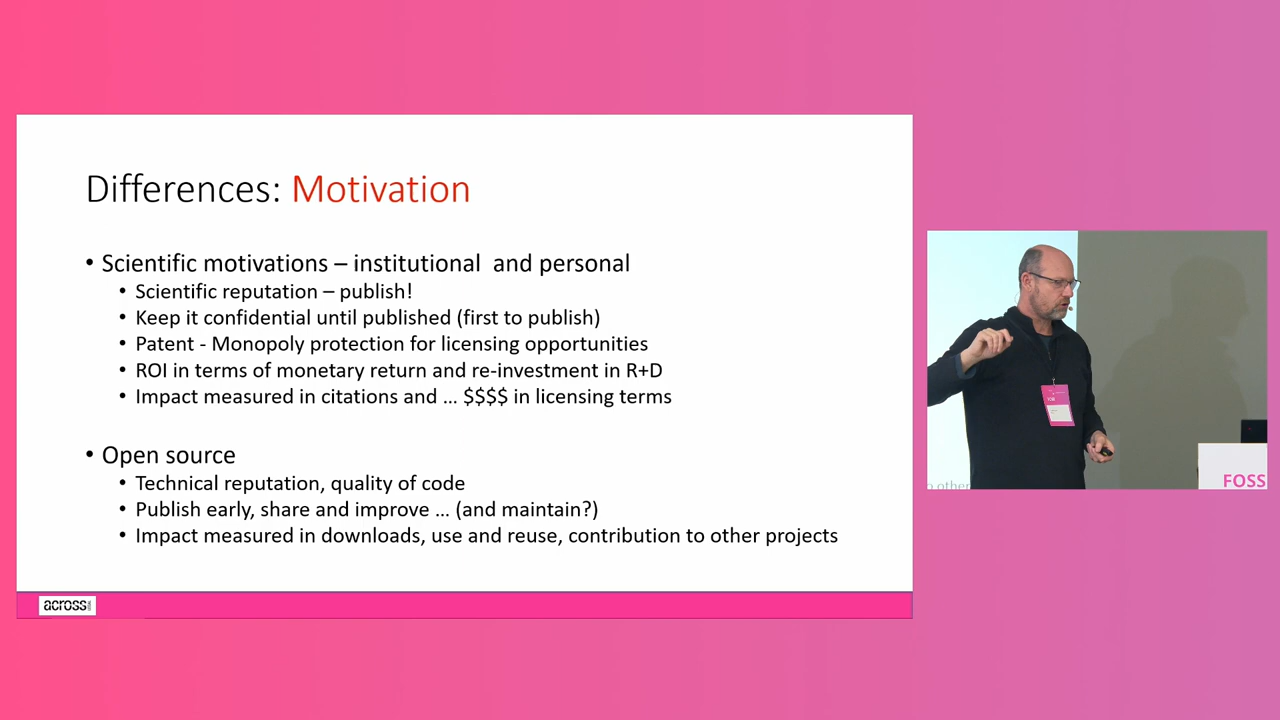 Differences: Motivation
• Scientific motivations – institutional and personal
• Scientific reputation – publish!
• Keep it confidential until published (first to publish)
• Patent - Monopoly protection for licensing opportunities
• ROI in terms of monetary return and re-investment in R+D
• Impact measured in citations and ... $$$$ in licensing terms
• Open source
• Technical reputation, quality of code
• Publish early, share and improve ... (and maintain?)
• Impact measured in downloads, use and reuse, contribution to other projects
across
o other
FOSS